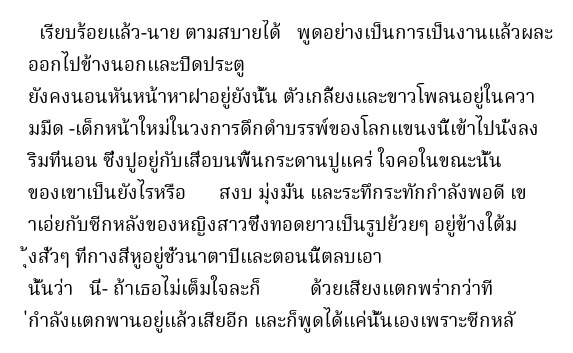 เรียบร้อยแล้ว-นาย ตามสบายได้ พูดอย่างเป็นการเป็นงานแล้วผละ
ออกไปข้างนอกและปิดประตู
ยังคงนอนหันหน้าหาฝาอยู่ยังนั้น ตัวเกลี้ยงและขาวโพลนอยู่ในควา
มมืด -เด็กหน้าใหม่ในวงการดึกดำบรรพ์ของโลกแขนงนี้เข้าไปนั่งลง
ริมที่นอน ซึ่งปูอยู่กับเสื่อบนพื้นกระดานปูแคร่ ใจคอในขณะนั้น
ของเขาเป็นยังไรหรือ สงบ มุ่งมั่น และระทึกระทักกำลังพอดี เข
าเอ่ยกับซีกหลังของหญิงสาวซึ่งทอดยาวเป็นรูปย้วยๆ อยู่ข้างใต้ม
ุ้งสั้วๆ ที่กางสี่หูอยู่ชั่วนาตาปีและตอนนี้ตลบเอา
นั้นว่า นี่- ถ้าเธอไม่เต็มใจละก็ ด้วยเสียงแตกพร่ากว่าที
่กำลังแตกพานอยู่แล้วเสียอีก และก็พูดได้แค่นั้นเองเพราะซีกหลั